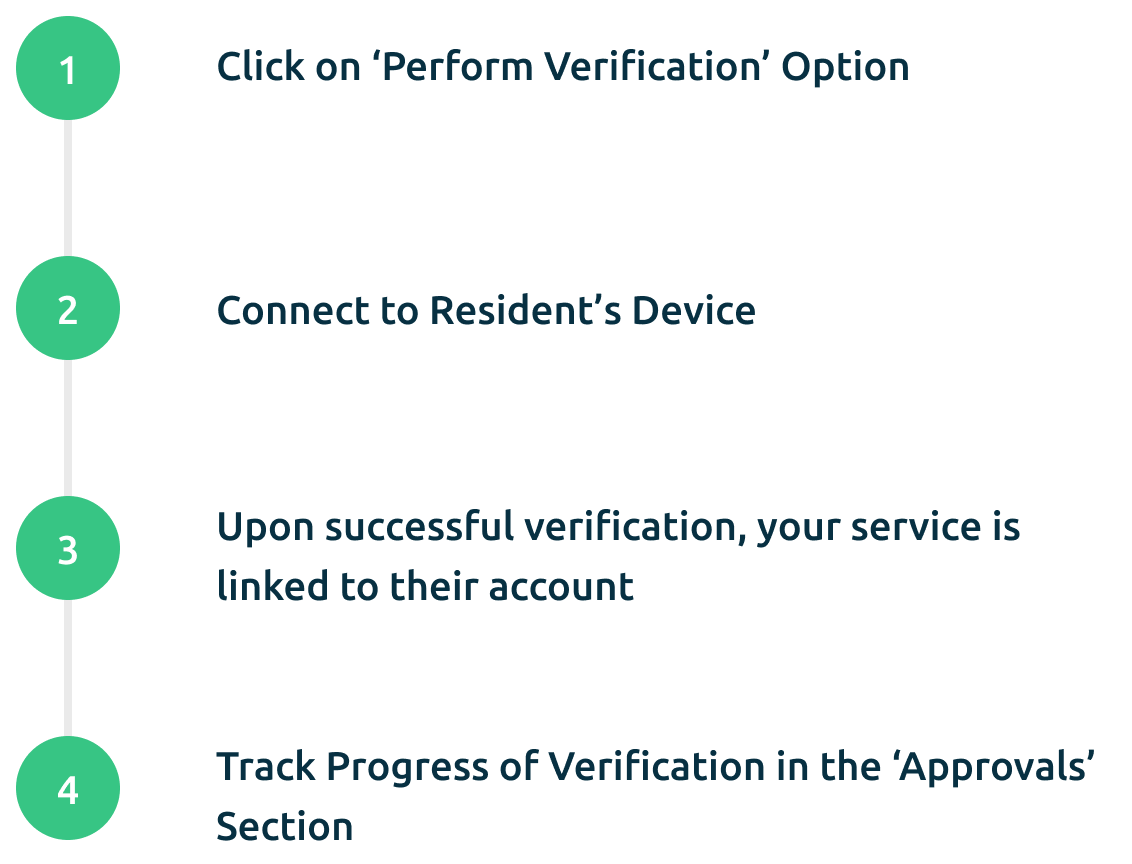 1
Click on ‘Perform Verification’ Option
2
Connect to Resident’s Device
3
Upon successful verification, your service is
linked to their account
4
Track Progress of Verification in the ‘Approvals’
Section